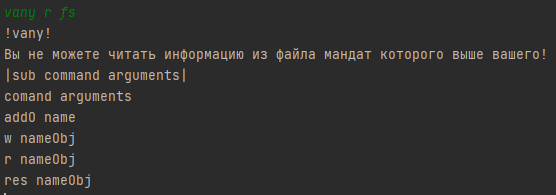 vany r fs
!vany!
Вы не можете читать информацию из файла мандат которого выше вашего!
|sub command arguments|
comand arguments
addO name
w nameObj
r nameObj
res nameObj